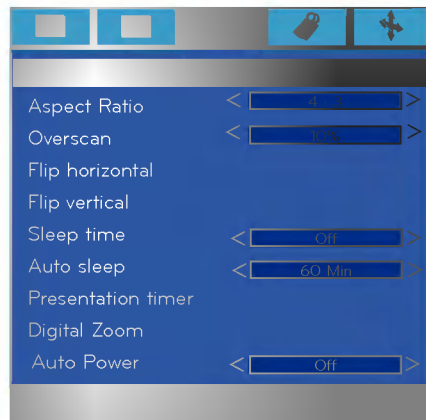 Aspect Ratio < 4 : 3 >
Overscan < 10% >
Flip horizontal
Flip vertical
Sleep time < Off >
Auto sleep < 60 Min >
Presentation timer
Digital Zoom
Auto Power < Off >